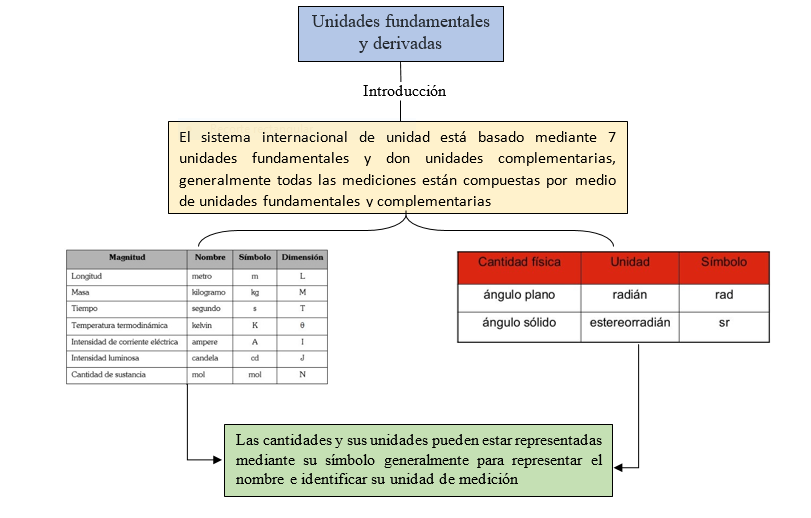 Unidades fundamentales
y derivadas
Introducción
El sistema internacional de unidad está basado mediante 7
unidades fundamentales y don unidades complementarias,
generalmente todas las mediciones están compuestas por medio
de unidades fundamentales y complementarias
Magnitud Nombre Símbolo Dimensión
Longitud metro m L
Masa kilogramo kg M
Tiempo segundo s T
Temperatura termodinámica kelvin K θ
Intensidad de corriente eléctrica ampere A I
Intensidad luminosa candela cd J
Cantidad de sustancia mol mol N
Cantidad física Unidad Símbolo
ángulo plano radián rad
ángulo sólido estereorradián sr
Las cantidades y sus unidades pueden estar representadas
mediante su símbolo generalmente para representar el
nombre e identificar su unidad de medición